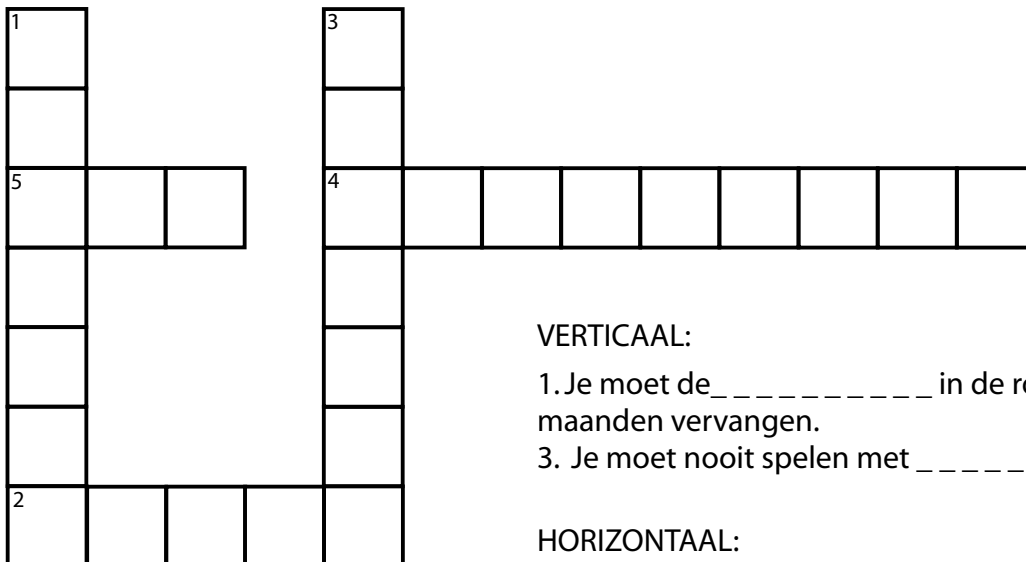 1
3
5
4
2
VERTICAAL:
1. Je moet de_ _ _ _ _ _ _ _ _ _ in de
maanden vervangen.
3. Je moet nooit spelen met _ _ _ _ _ _
HORIZONTAAL: